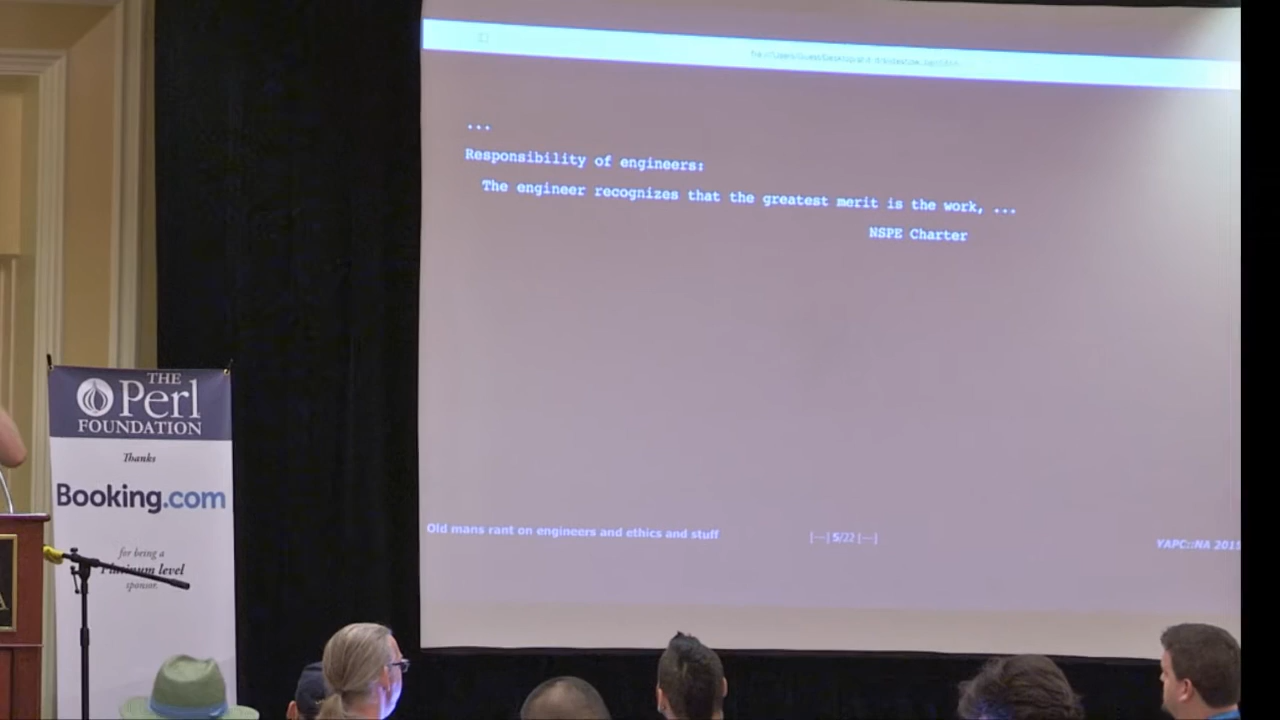 ...
Responsibility of engineers:
The engineer recognizes that the greatest merit is the work, ...
NSPE Charter
Old mans rant on engineers and ethics and stuff
[---] 5/22 [---]
YAPC::NA 2015
THE
Perl
FOUNDATION
Thanks
Booking.com
for being a
Platinum level
sponsor.
A